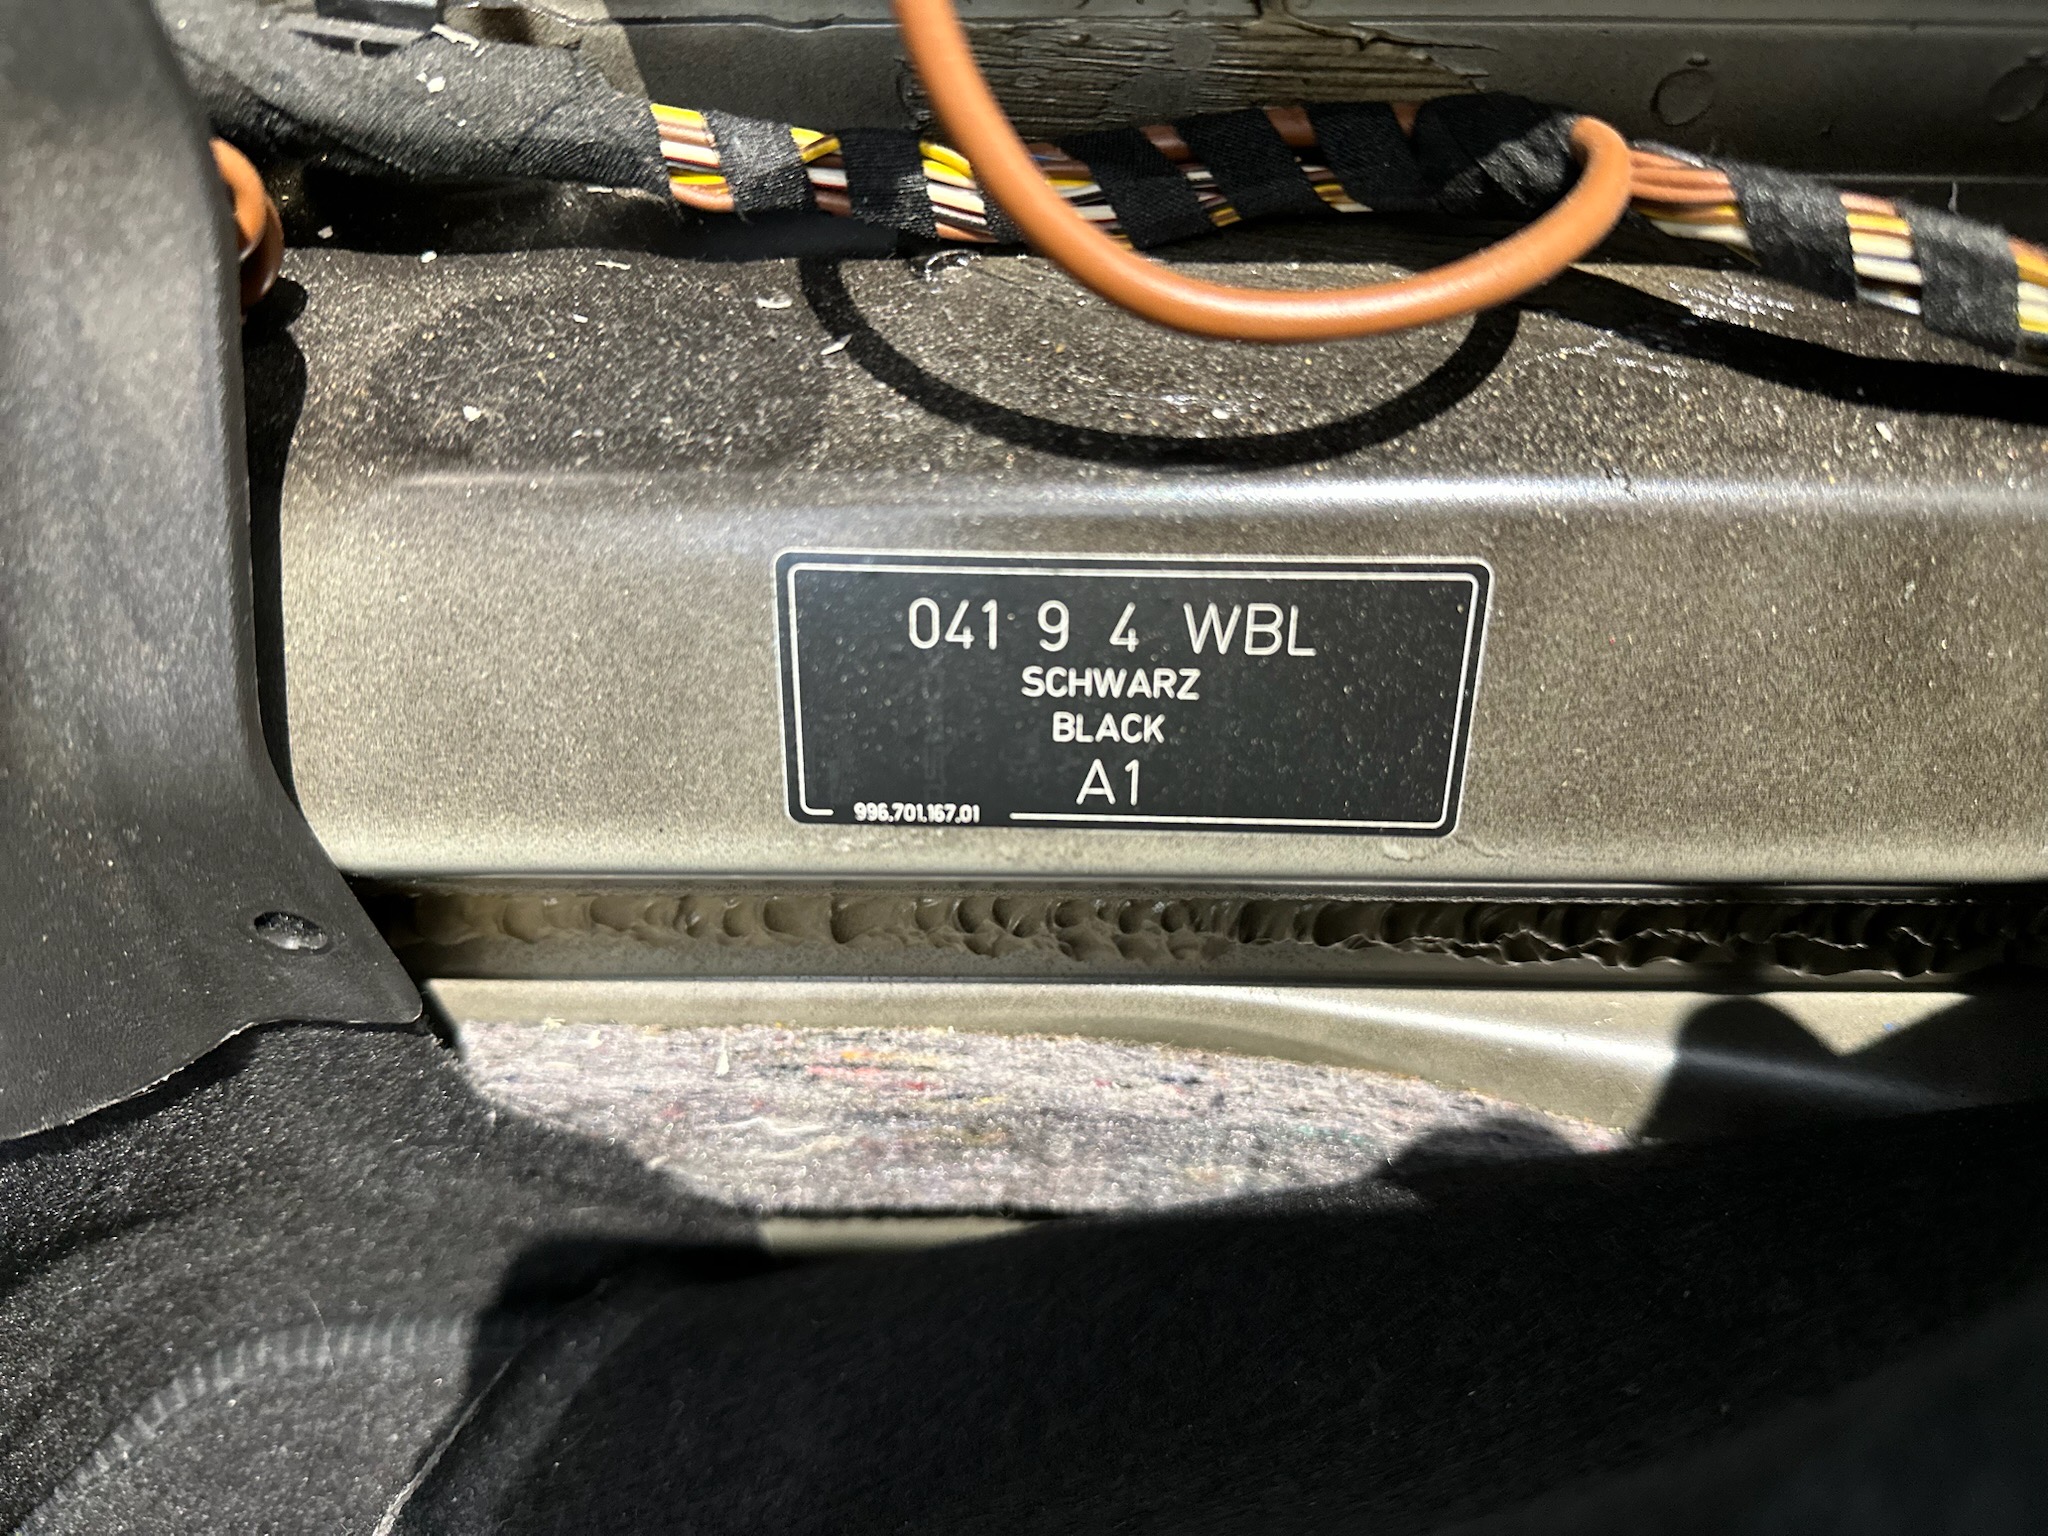 041 9 4 WBL
SCHWARZ
BLACK
A1
996.701.167.01